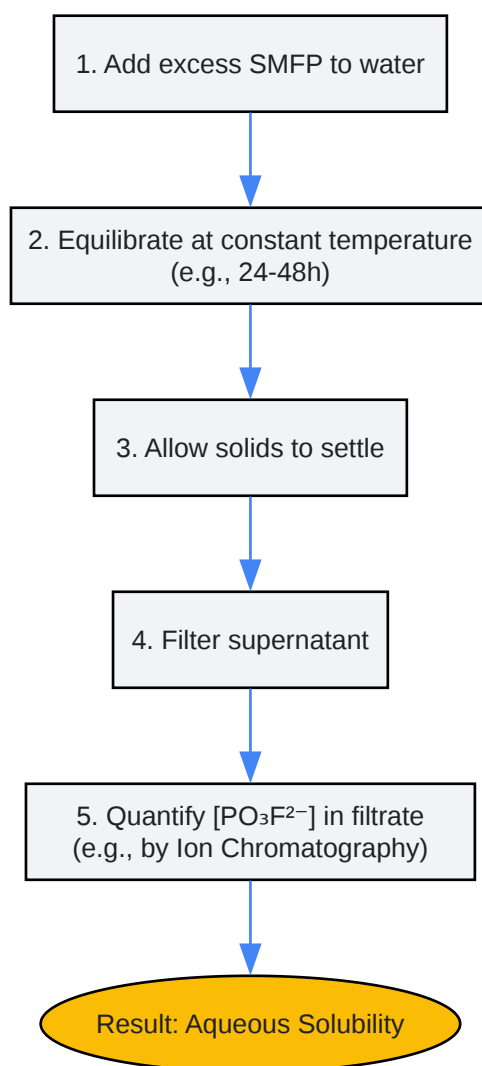 1. Add excess SMFP to water
2. Equilibrate at constant temperature
(e.g., 24-48h)
3. Allow solids to settle
4. Filter supernatant
5. Quantify [PO₃F²⁻] in filtrate
(e.g., by Ion Chromatography)
Result: Aqueous Solubility